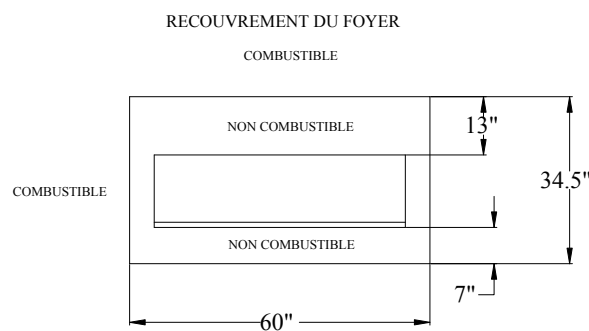 RECOUVREMENT DU FOYER
COMBUSTIBLE
NON COMBUSTIBLE
13"
COMBUSTIBLE
34.5"
NON COMBUSTIBLE
7"
60"